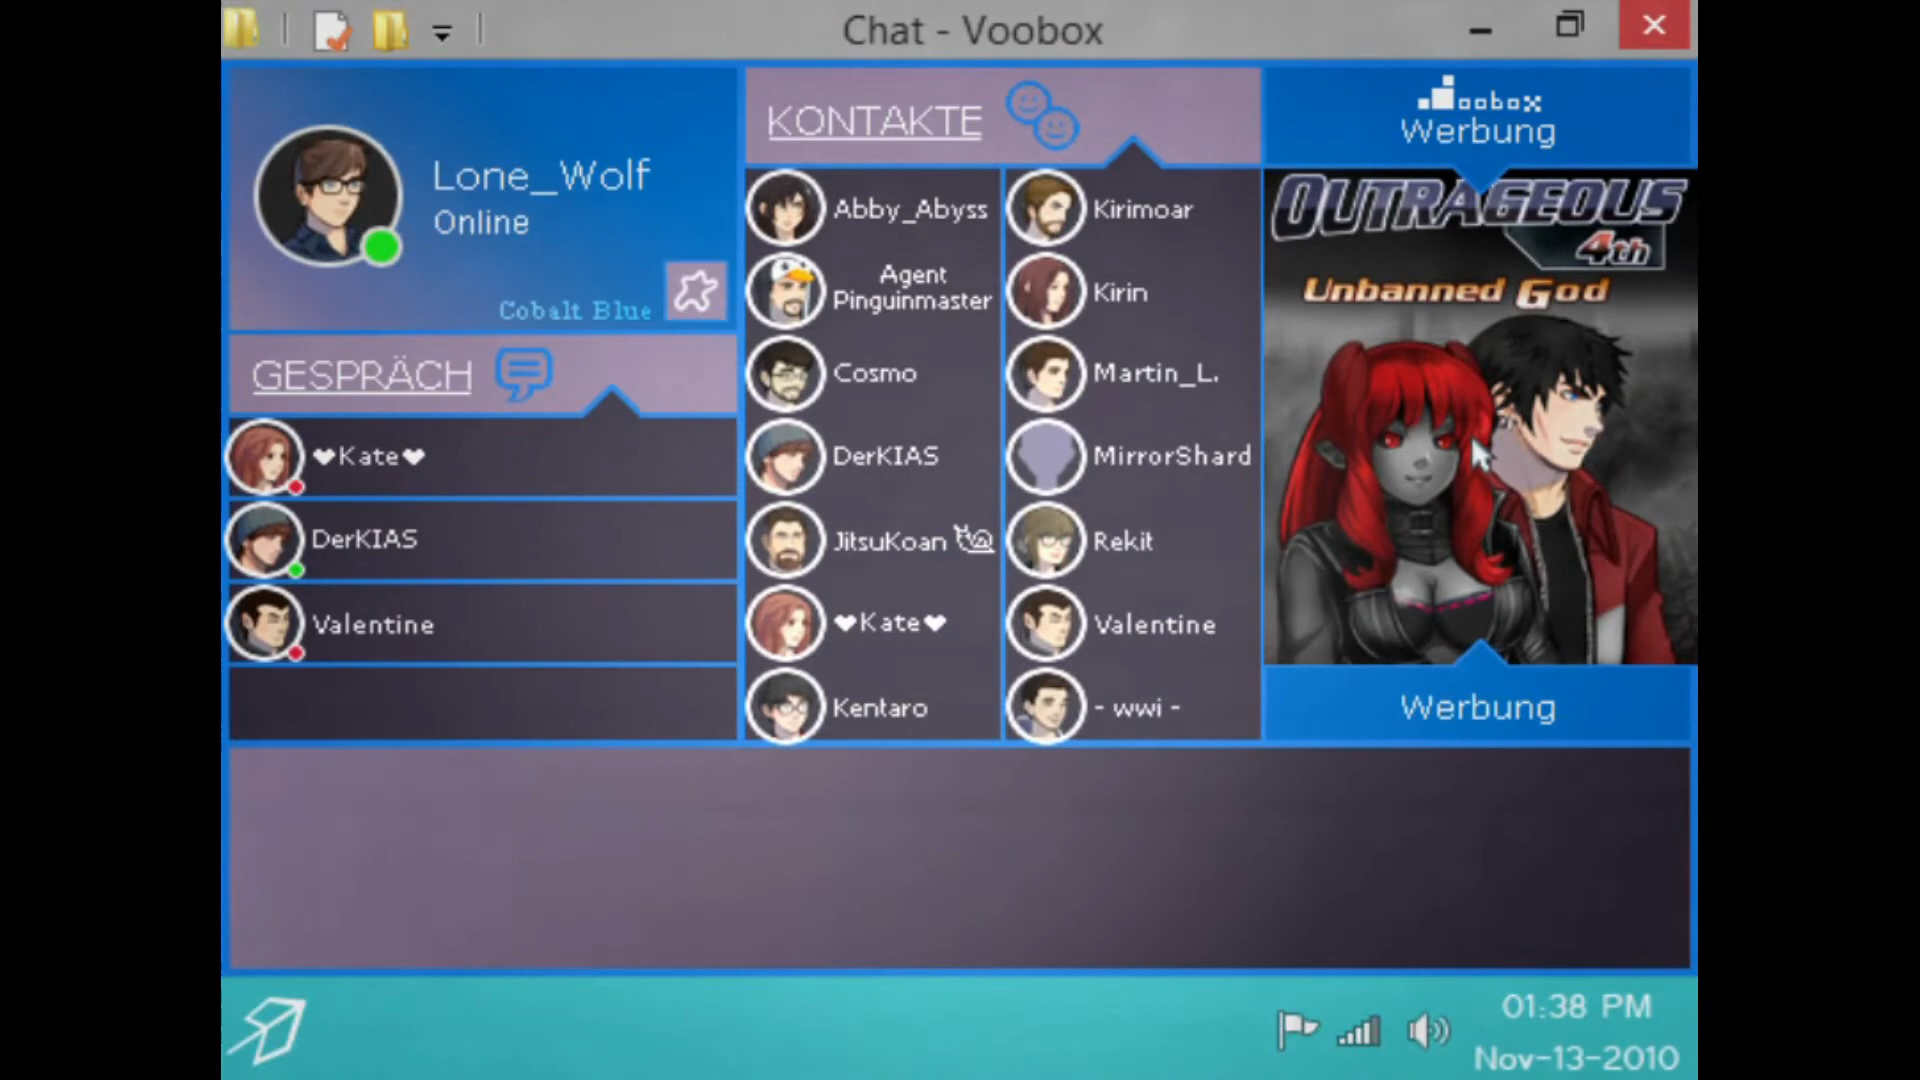 Chat - Voobox
Lone_Wolf
Online
Cobalt Blue
GESPRÄCH
❤Kate❤
DerKIAS
Valentine
KONTAKTE
Abby_Abyss
Agent
Pinguinmaster
Cosmo
DerKIAS
JitsuKoan
❤Kate❤
Kentaro
Kirimoar
Kirin
Martin_L.
MirrorShard
Rekit
Valentine
- wwi -
Voobox
Werbung
OUTRAGEOUS
4th
Unbanned God
Werbung
01:38 PM
Nov-13-2010